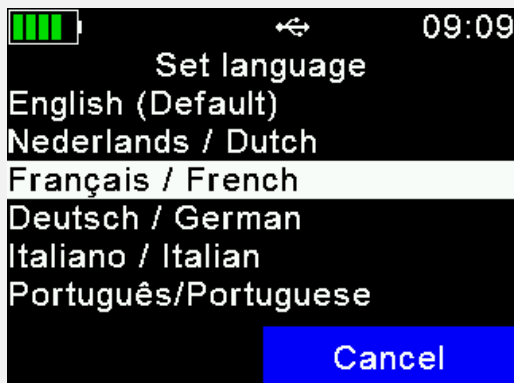 09:09
Set language
English (Default)
Nederlands / Dutch
Français / French
Deutsch / German
Italiano / Italian
Português/Portuguese
Cancel